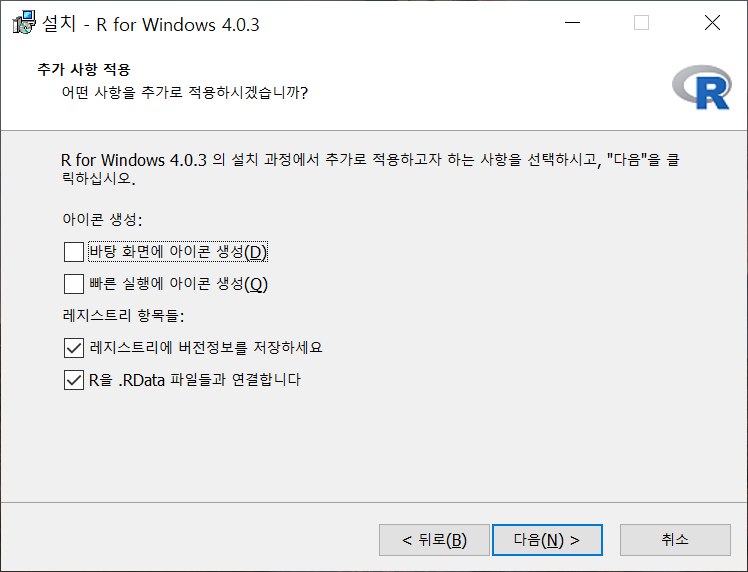 설치 - R for Windows 4.0.3
추가 사항 적용
어떤 사항을 추가로 적용하시겠습니까?
R
R for Windows 4.0.3 의 설치 과정에서 추가로 적용하고자 하는 사항을 선택하시고, "다음"을 클
릭하십시오.
아이콘 생성:
바탕 화면에 아이콘 생성(D)
빠른 실행에 아이콘 생성(Q)
레지스트리 항목들:
레지스트리에 버전정보를 저장하세요
R을 .RData 파일들과 연결합니다
< 뒤로(B) 다음(N) > 취소